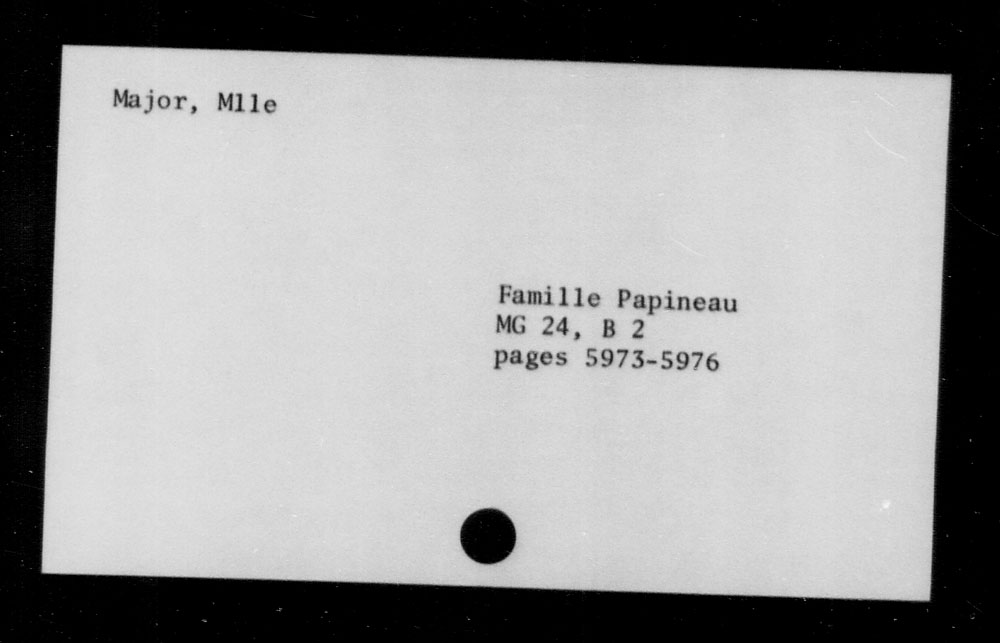 Major, Mlle
Famille Papineau
MG 24, B 2
pages 5973-5976